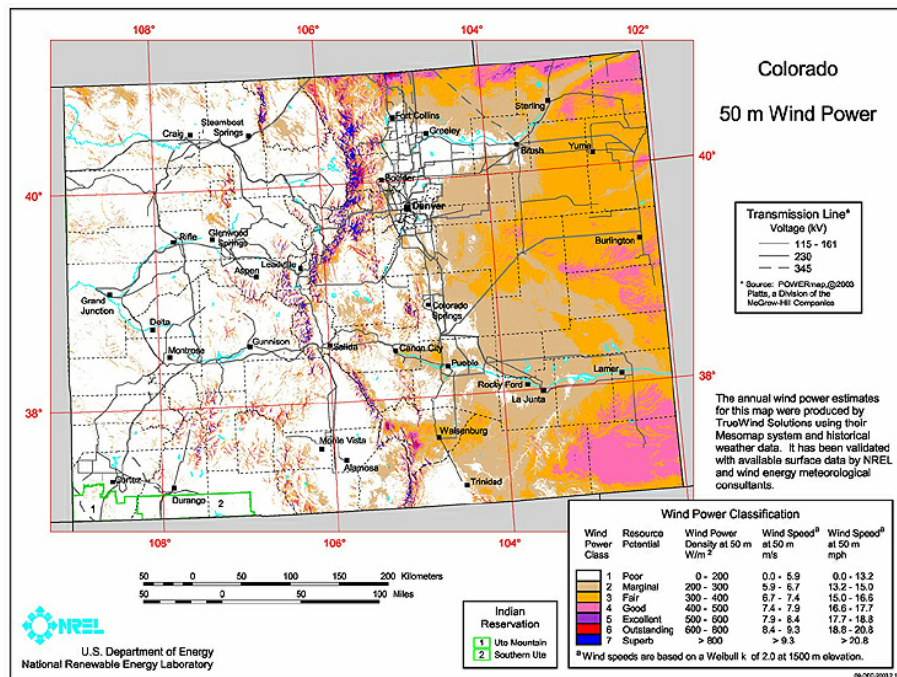 108° 106° 104° 102°
Colorado
50 m Wind Power
Sterling
Fort Collins
Steamboat
Springs
Craig
Greeley
Brush
Yuma
40°
40°
Boulder
Denver
Transmission Line*
Voltage (kV)
115 - 161
230
345
* Source: POWERmap, ©2003
Platts, a Division of the
McGraw-Hill Companies
Rifle
Glenwood
Springs
Burlington
Leadville
Aspen
Grand
Junction
Colorado
Springs
Delta
Montrose
Gunnison
Salida
Canon City
Pueblo
Rocky Ford
La Junta
Lamar
38°
38°
The annual wind power estimates
for this map were produced by
TrueWind Solutions using their
Mesomap system and historical
weather data. It has been validated
with available surface data by NREL
and wind energy meteorological
consultants.
Walsenburg
Monte Vista
Alamosa
Trinidad
Cortez
Durango
1 2
108° 106° 104°
Wind Power Classification
Wind Power Class
Resource Potential
Wind Power Density at 50 m W/m²
Wind Speed a at 50 m m/s
Wind Speed a at 50 m mph
1 Poor 0 - 200 0.0 - 5.9 0.0 - 13.2
2 Marginal 200 - 300 5.9 - 6.7 13.2 - 15.0
3 Fair 300 - 400 6.7 - 7.4 15.0 - 16.6
4 Good 400 - 500 7.4 - 7.9 16.6 - 17.7
5 Excellent 500 - 600 7.9 - 8.4 17.7 - 18.8
6 Outstanding 600 - 800 8.4 - 9.3 18.8 - 20.8
7 Superb > 800 > 9.3 > 20.8
a Wind speeds are based on a Weibull k of 2.0 at 1500 m elevation.
50 0 50 100 150 200 Kilometers
50 0 50 100 Miles
Indian
Reservation
1 Ute Mountain
2 Southern Ute
NREL
U.S. Department of Energy
National Renewable Energy Laboratory